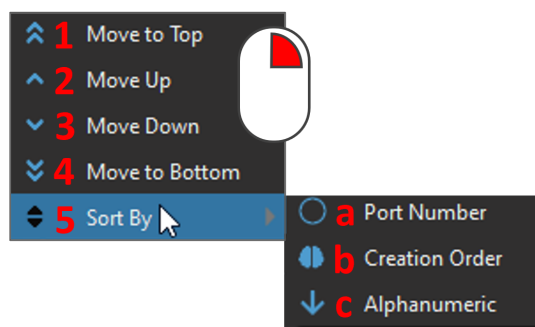 1 Move to Top
2 Move Up
3 Move Down
4 Move to Bottom
5 Sort By
a Port Number
b Creation Order
c Alphanumeric